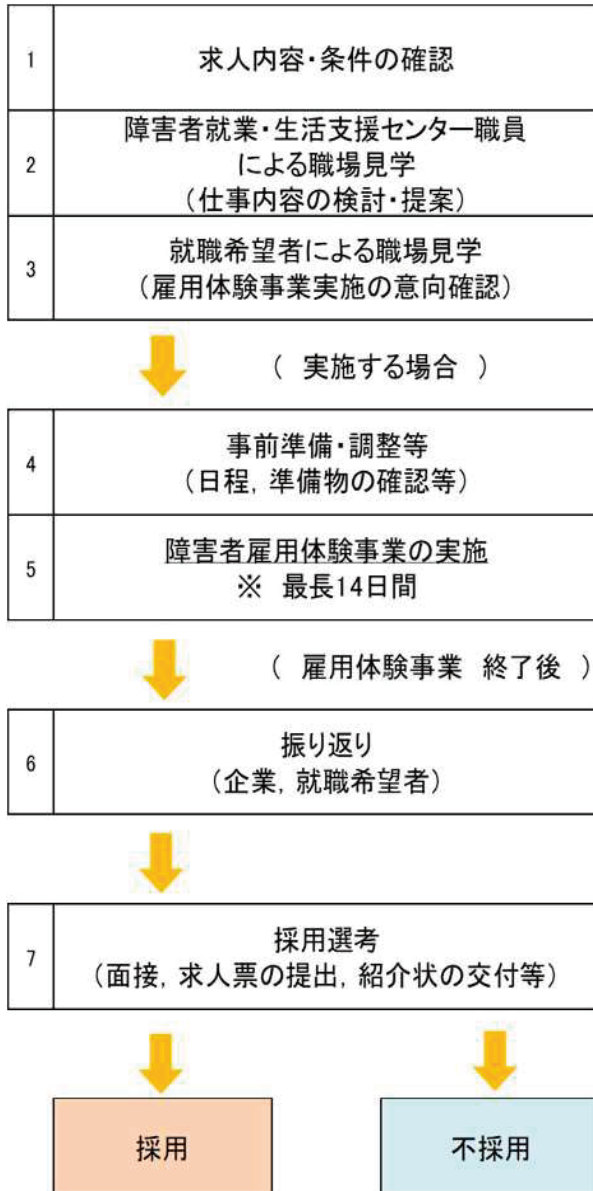 1
求人内容・条件の確認
2
障害者就業・生活支援センター職員
による職場見学
（仕事内容の検討・提案）
3
就職希望者による職場見学
（雇用体験事業実施の意向確認）
（ 実施する場合 ）
4
事前準備・調整等
（日程，準備物の確認等）
5
障害者雇用体験事業の実施
※ 最長14日間
（ 雇用体験事業 終了後 ）
6
振り返り
（企業，就職希望者）
7
採用選考
（面接，求人票の提出，紹介状の交付等）
採用
不採用